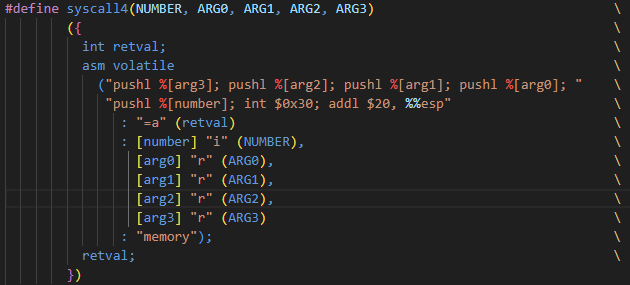 #define syscall4(NUMBER, ARG0, ARG1, ARG2, ARG3) \
({ \
int retval; \
asm volatile \
("pushl %[arg3]; pushl %[arg2]; pushl %[arg1]; pushl %[arg0]; " \
"pushl %[number]; int $0x30; addl $20, %%esp" \
: "=a" (retval) \
: [number] "i" (NUMBER), \
[arg0] "r" (ARG0), \
[arg1] "r" (ARG1), \
[arg2] "r" (ARG2), \
[arg3] "r" (ARG3) \
: "memory"); \
retval; \
})